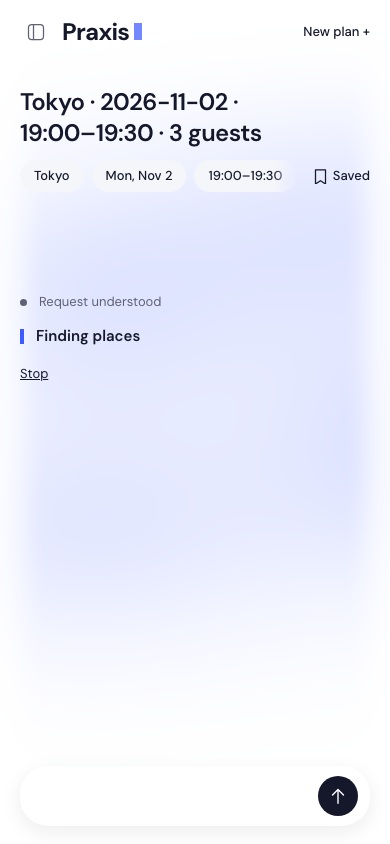 Praxis
New plan +
Tokyo · 2026-11-02 ·
19:00–19:30 · 3 guests
Tokyo
Mon, Nov 2
19:00–19:30
Saved
Request understood
Finding places
Stop